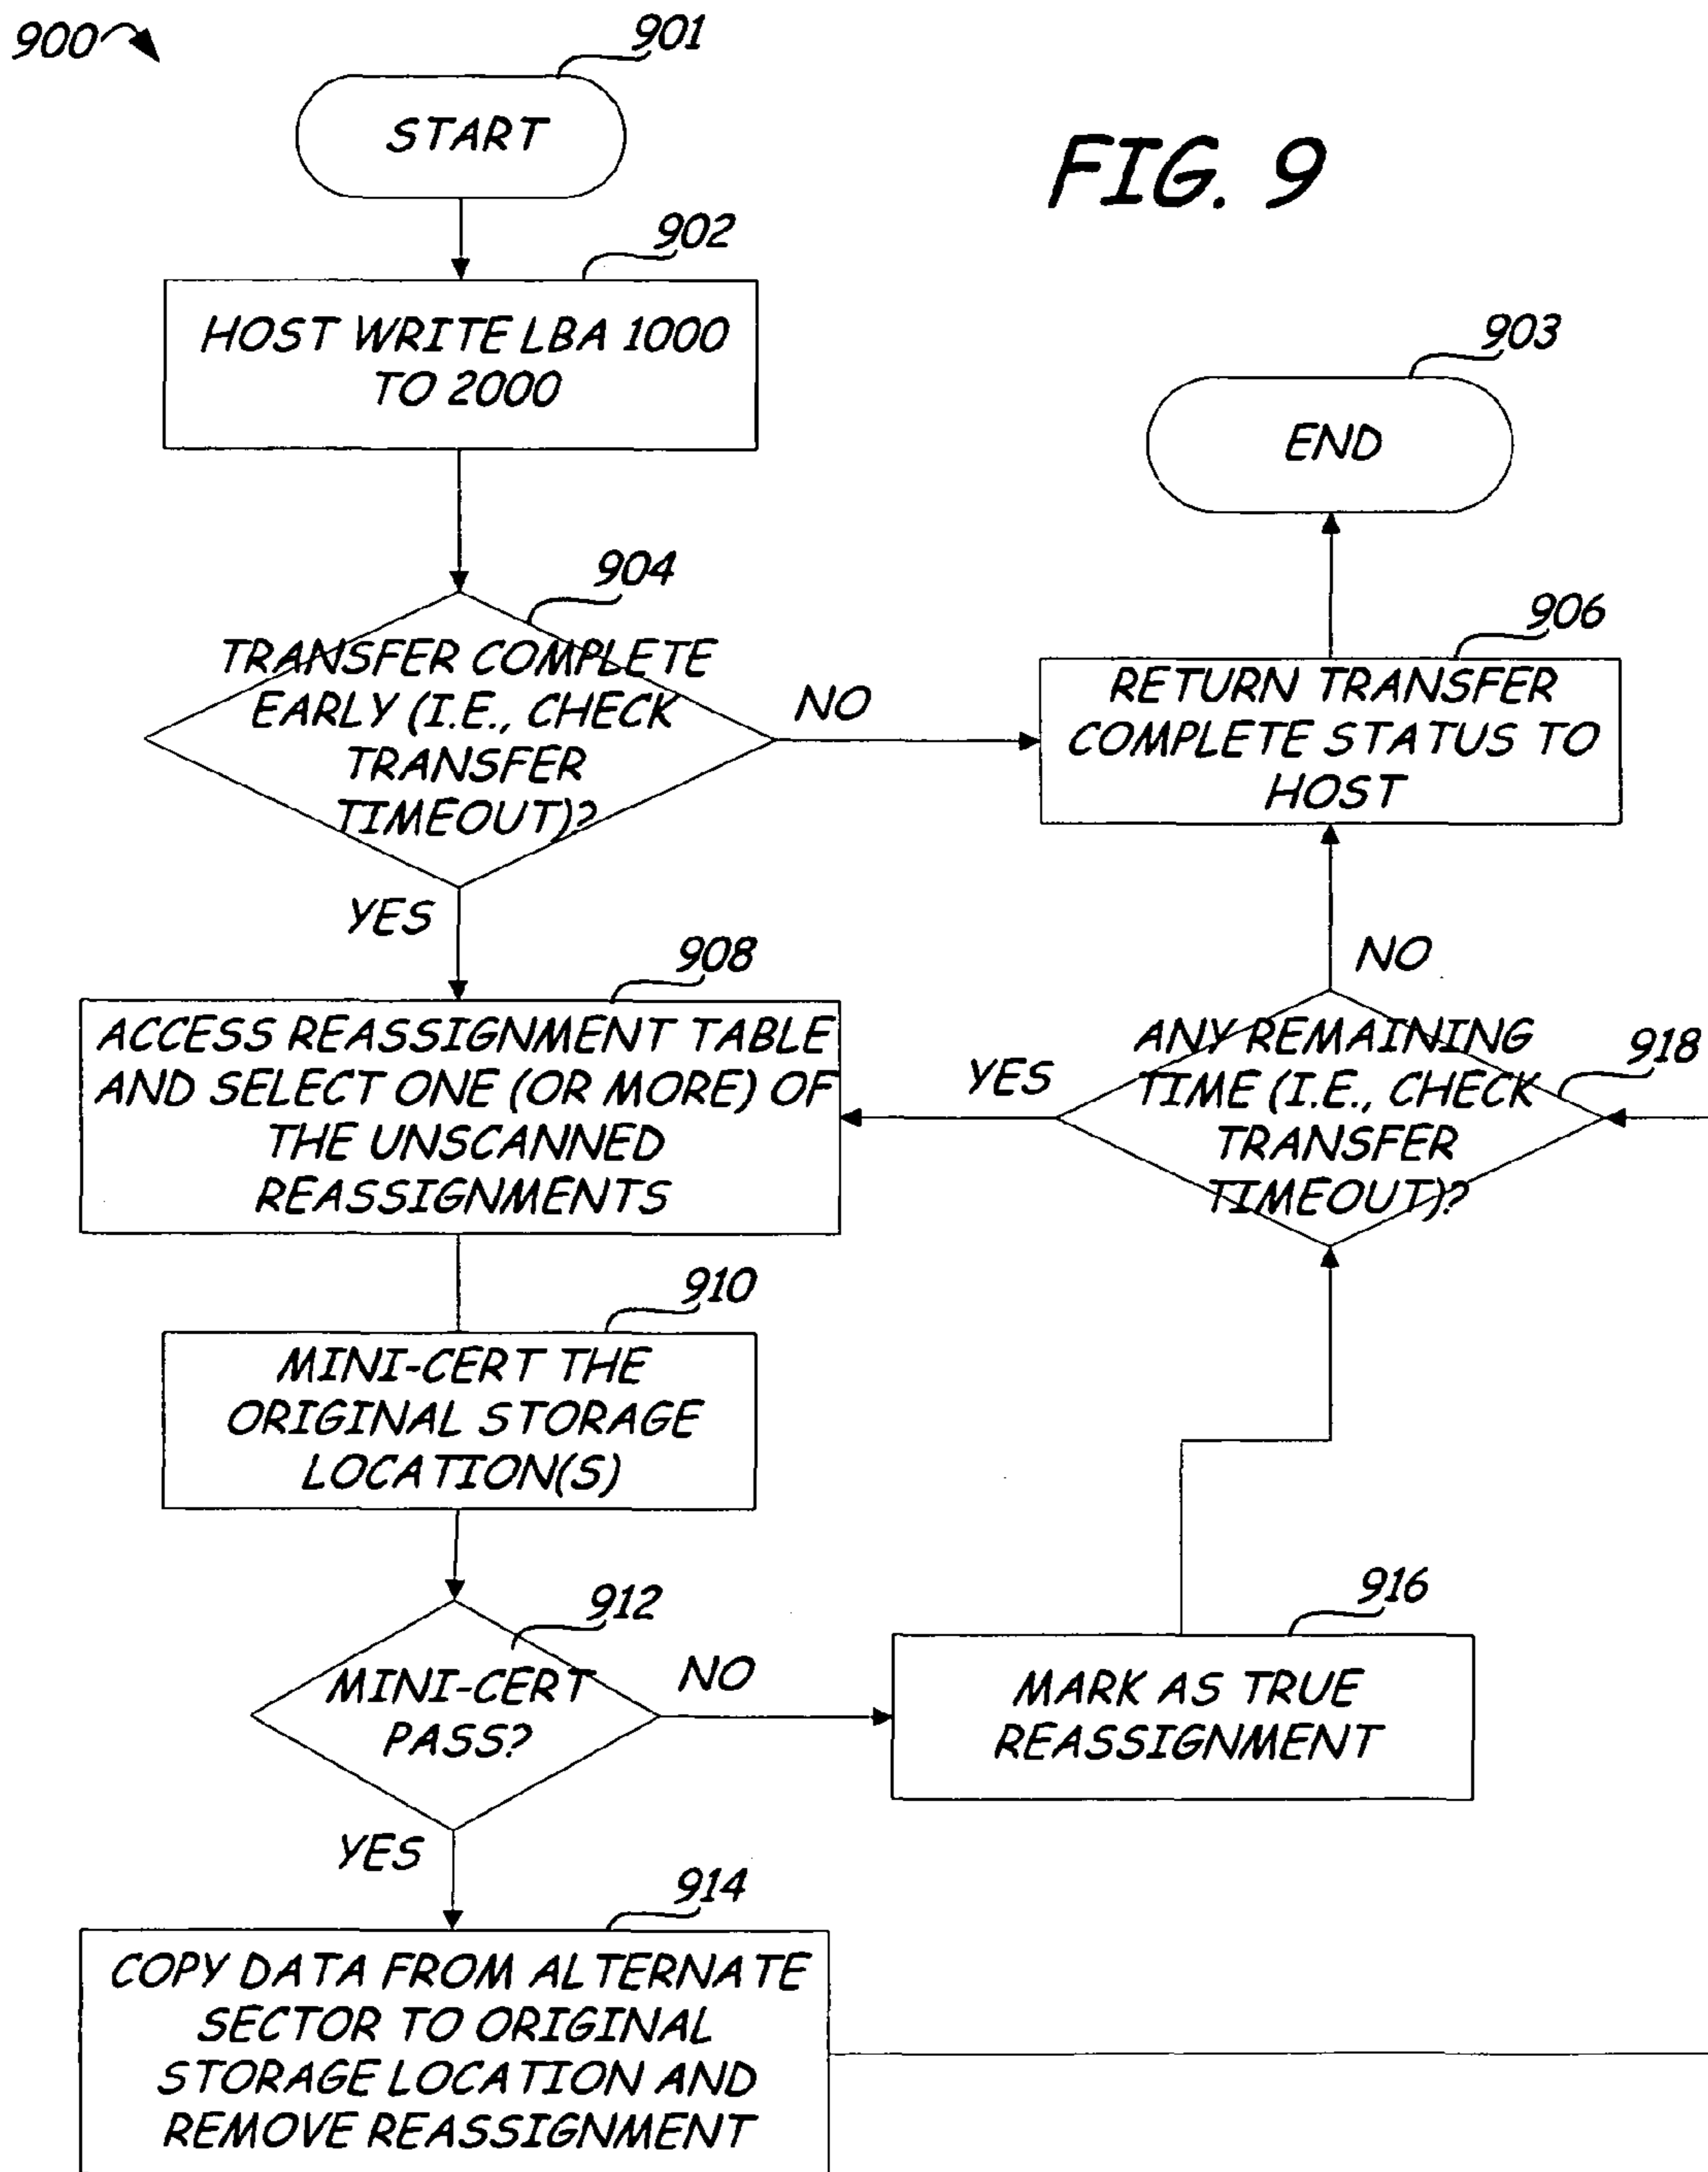 900
901
START
FIG. 9
902
HOST WRITE LBA 1000
TO 2000
903
END
904
TRANSFER COMPLETE
EARLY (I.E., CHECK
TRANSFER
TIMEOUT)?
NO
906
RETURN TRANSFER
COMPLETE STATUS TO
HOST
YES
908
ACCESS REASSIGNMENT TABLE
AND SELECT ONE (OR MORE) OF
THE UNSCANNED
REASSIGNMENTS
NO
ANY REMAINING
TIME (I.E., CHECK
TRANSFER
TIMEOUT)?
918
YES
910
MINI-CERT THE
ORIGINAL STORAGE
LOCATION(S)
912
MINI-CERT
PASS?
NO
916
MARK AS TRUE
REASSIGNMENT
YES
914
COPY DATA FROM ALTERNATE
SECTOR TO ORIGINAL
STORAGE LOCATION AND
REMOVE REASSIGNMENT